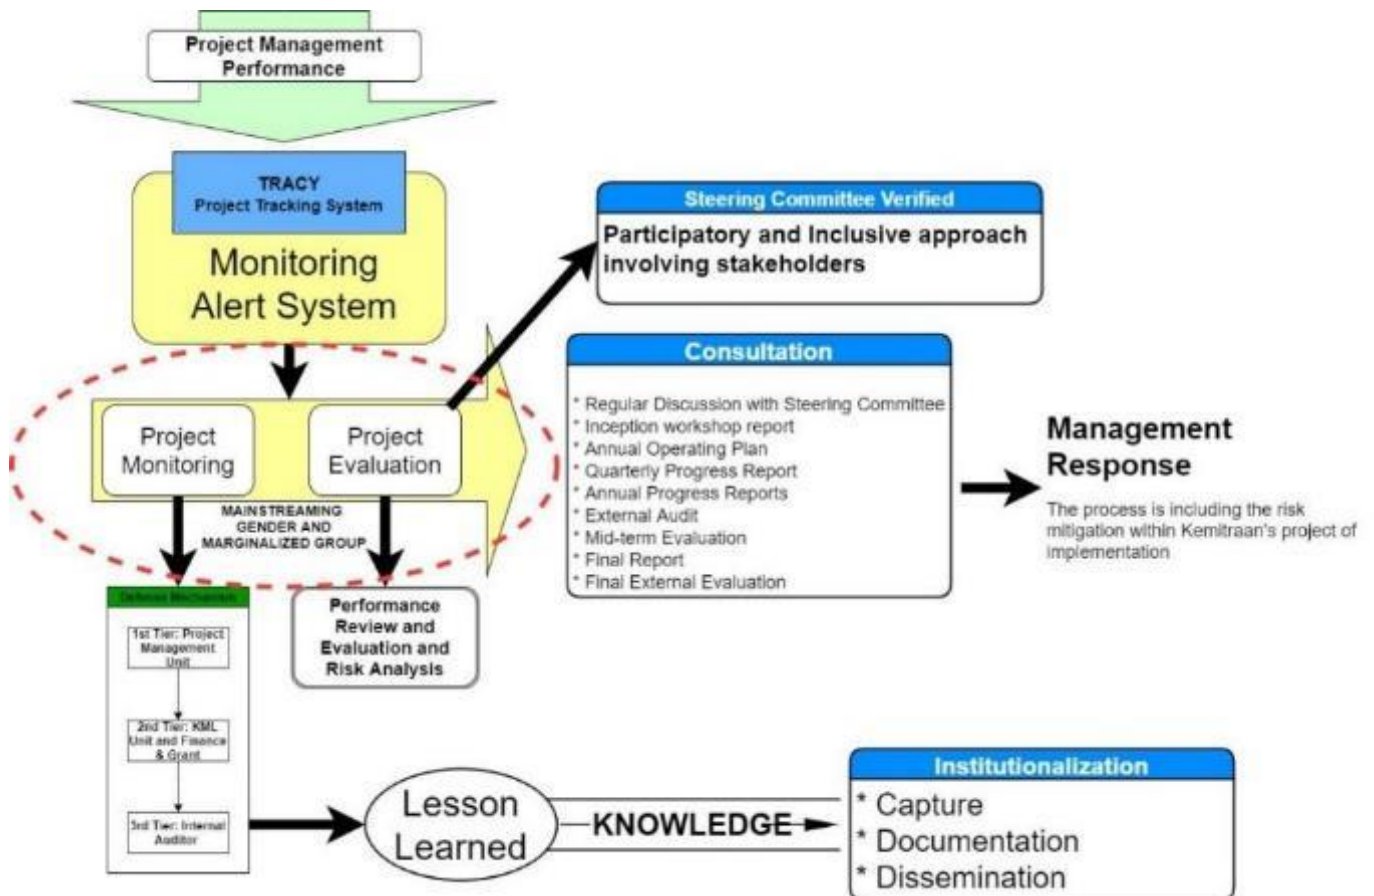 Project Management
Performance
TRACY
Project Tracking System
Monitoring
Alert System
Steering Committee Verified
Participatory and Inclusive approach
involving stakeholders
Project
Monitoring
Project
Evaluation
MAINSTREAMING
GENDER AND
MARGINALIZED GROUP
Consultation
* Regular Discussion with Steering Committee
* Inception workshop report
* Annual Operating Plan
* Quarterly Progress Report
* Annual Progress Reports
* External Audit
* Mid-term Evaluation
* Final Report
* Final External Evaluation
Management
Response
The process is including the risk
mitigation within Kemitraan's project of
implementation
Defense Mechanism
1st Tier: Project
Management
Unit
2nd Tier: KML
Unit and Finance
& Grant
3rd Tier: Internal
Auditor
Performance
Review and
Evaluation and
Risk Analysis
Lesson
Learned
KNOWLEDGE
Institutionalization
* Capture
* Documentation
* Dissemination